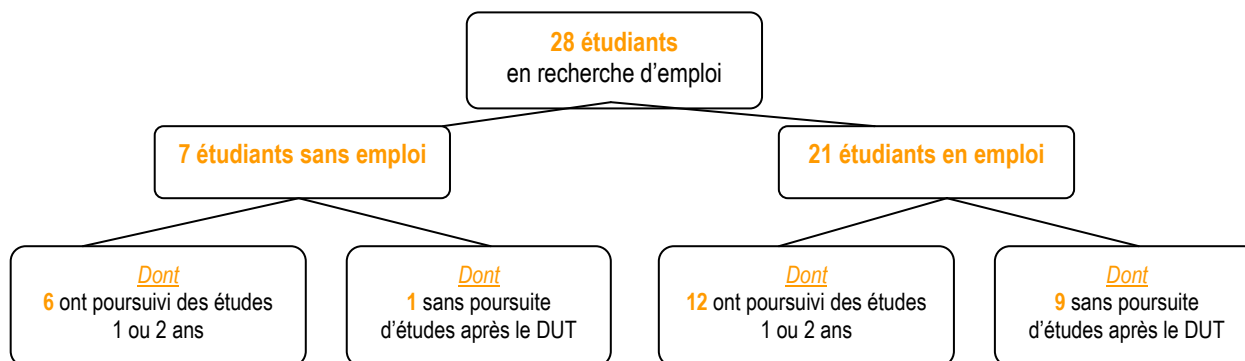 28 étudiants
en recherche d'emploi
7 étudiants sans emploi
21 étudiants en emploi
Dont
6 ont poursuivi des études
1 ou 2 ans
Dont
1 sans poursuite
d'études après le DUT
Dont
12 ont poursuivi des études
1 ou 2 ans
Dont
9 sans poursuite
d'études après le DUT